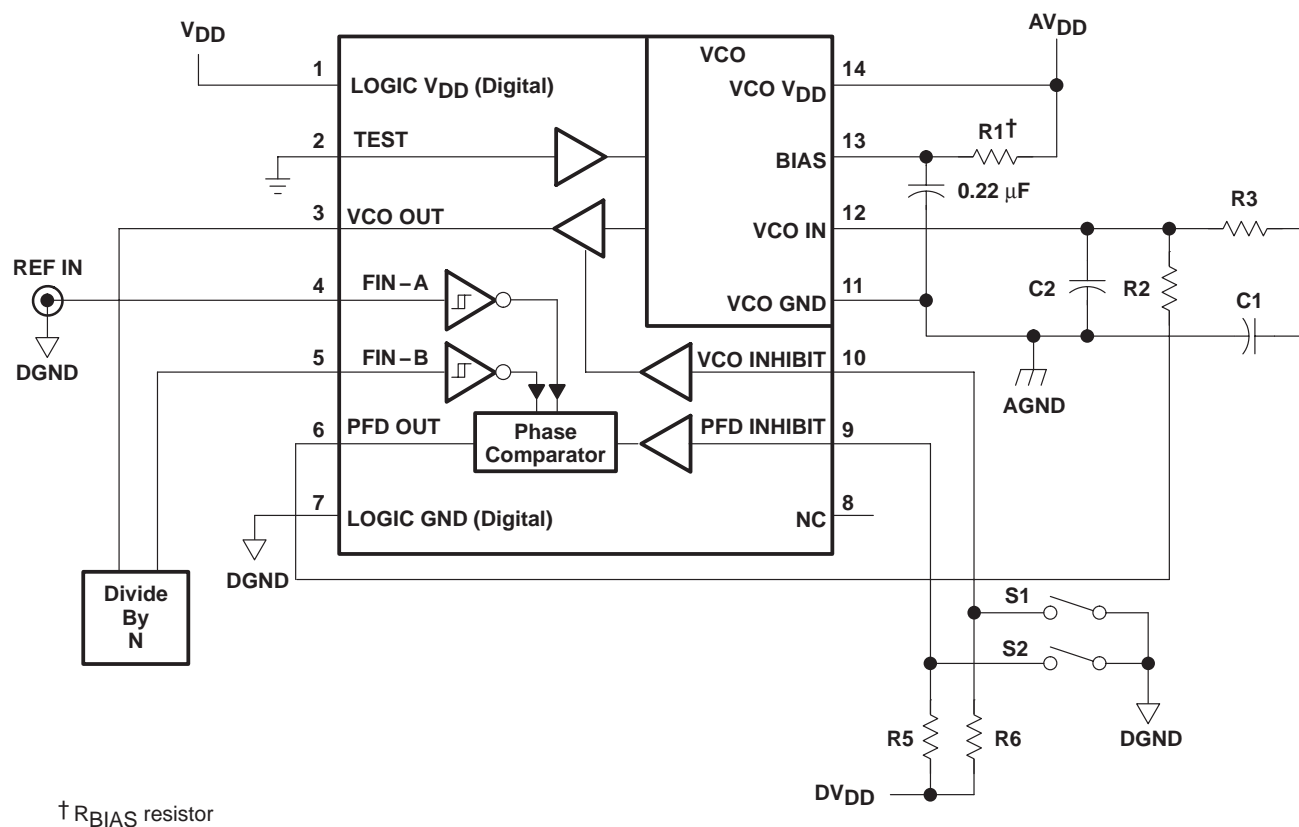 VDD
AVDD
VCO
1
LOGIC VDD (Digital)
VCO VDD
14
2
TEST
BIAS
13
R1†
0.22 μF
3
VCO OUT
VCO IN
12
R3
REF IN
4
FIN–A
VCO GND
11
C2
R2
C1
DGND
5
FIN–B
VCO INHIBIT
10
AGND
6
PFD OUT
Phase
Comparator
PFD INHIBIT
9
7
LOGIC GND (Digital)
NC
8
DGND
Divide
By
N
S1
S2
R5
R6
DGND
DVDD
† RBIAS resistor